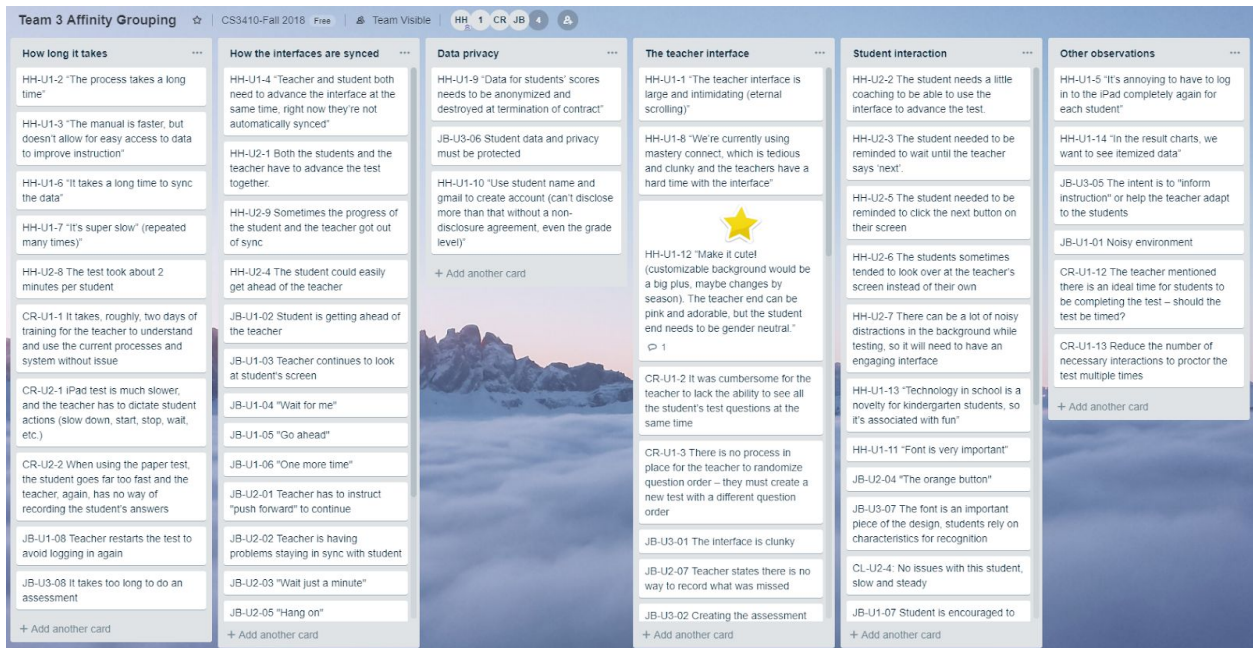 Team 3 Affinity Grouping
CS3410-Fall 2018 Free
Team Visible
HH 1 CR JB 4
How long it takes
HH-U1-2 “The process takes a long
time”
HH-U1-3 “The manual is faster, but
doesn’t allow for easy access to data
to improve instruction”
HH-U1-6 “It takes a long time to sync
the data”
HH-U1-7 “It’s super slow” (repeated
many times)”
HH-U2-8 The test took about 2
minutes per student
CR-U1-1 It takes, roughly, two days of
training for the teacher to understand
and use the current processes and
system without issue
CR-U2-1 iPad test is much slower,
and the teacher has to dictate student
actions (slow down, start, stop, wait,
etc.)
CR-U2-2 When using the paper test,
the student goes far too fast and the
teacher, again, has no way of
recording the student’s answers
JB-U1-08 Teacher restarts the test to
avoid logging in again
JB-U3-08 It takes too long to do an
assessment
+ Add another card
How the interfaces are synced
HH-U1-4 “Teacher and student both
need to advance the interface at the
same time, right now they’re not
automatically synced”
HH-U2-1 Both the students and the
teacher have to advance the test
together.
HH-U2-9 Sometimes the progress of
the student and the teacher got out
of sync
HH-U2-4 The student could easily
get ahead of the teacher
JB-U1-02 Student is getting ahead of
the teacher
JB-U1-03 Teacher continues to look
at student's screen
JB-U1-04 "Wait for me"
JB-U1-05 "Go ahead"
JB-U1-06 "One more time"
JB-U2-01 Teacher has to instruct
"push forward" to continue
JB-U2-02 Teacher is having
problems staying in sync with student
JB-U2-03 "Wait just a minute"
JB-U2-05 "Hang on"
+ Add another card
Data privacy
HH-U1-9 “Data for students’ scores
needs to be anonymized and
destroyed at termination of contract”
JB-U3-06 Student data and privacy
must be protected
HH-U1-10 “Use student name and
gmail to create account (can’t disclose
more than that without a non-
disclosure agreement, even the grade
level)”
+ Add another card
The teacher interface
HH-U1-1 “The teacher interface is
large and intimidating (eternal
scrolling)”
HH-U1-8 “We’re currently using
mastery connect, which is tedious
and clunky and the teachers have a
hard time with the interface”
HH-U1-12 “Make it cute!
(customizable background would be
a big plus, maybe changes by
season). The teacher end can be
pink and adorable, but the student
end needs to be gender neutral.”
1
CR-U1-2 It was cumbersome for the
teacher to lack the ability to see all
the student’s test questions at the
same time
CR-U1-3 There is no process in
place for the teacher to randomize
question order – they must create a
new test with a different question
order
JB-U3-01 The interface is clunky
JB-U2-07 Teacher states there is no
way to record what was missed
JB-U3-02 Creating the assessment
+ Add another card
Student interaction
HH-U2-2 The student needs a little
coaching to be able to use the
interface to advance the test.
HH-U2-3 The student needed to be
reminded to wait until the teacher
says ‘next’.
HH-U2-5 The student needed to be
reminded to click the next button on
their screen
HH-U2-6 The students sometimes
tended to look over at the teacher’s
screen instead of their own
HH-U2-7 There can be a lot of noisy
distractions in the background while
testing, so it will need to have an
engaging interface
HH-U1-13 “Technology in school is a
novelty for kindergarten students, so
it’s associated with fun”
HH-U1-11 “Font is very important”
JB-U2-04 "The orange button"
JB-U3-07 The font is an important
piece of the design, students rely on
characteristics for recognition
CL-U2-4: No issues with this student,
slow and steady
JB-U1-07 Student is encouraged to
+ Add another card
Other observations
HH-U1-5 “It’s annoying to have to log
in to the iPad completely again for
each student”
HH-U1-14 “In the result charts, we
want to see itemized data”
JB-U3-05 The intent is to "inform
instruction" or help the teacher adapt
to the students
JB-U1-01 Noisy environment
CR-U1-12 The teacher mentioned
there is an ideal time for students to
be completing the test – should the
test be timed?
CR-U1-13 Reduce the number of
necessary interactions to proctor the
test multiple times
+ Add another card